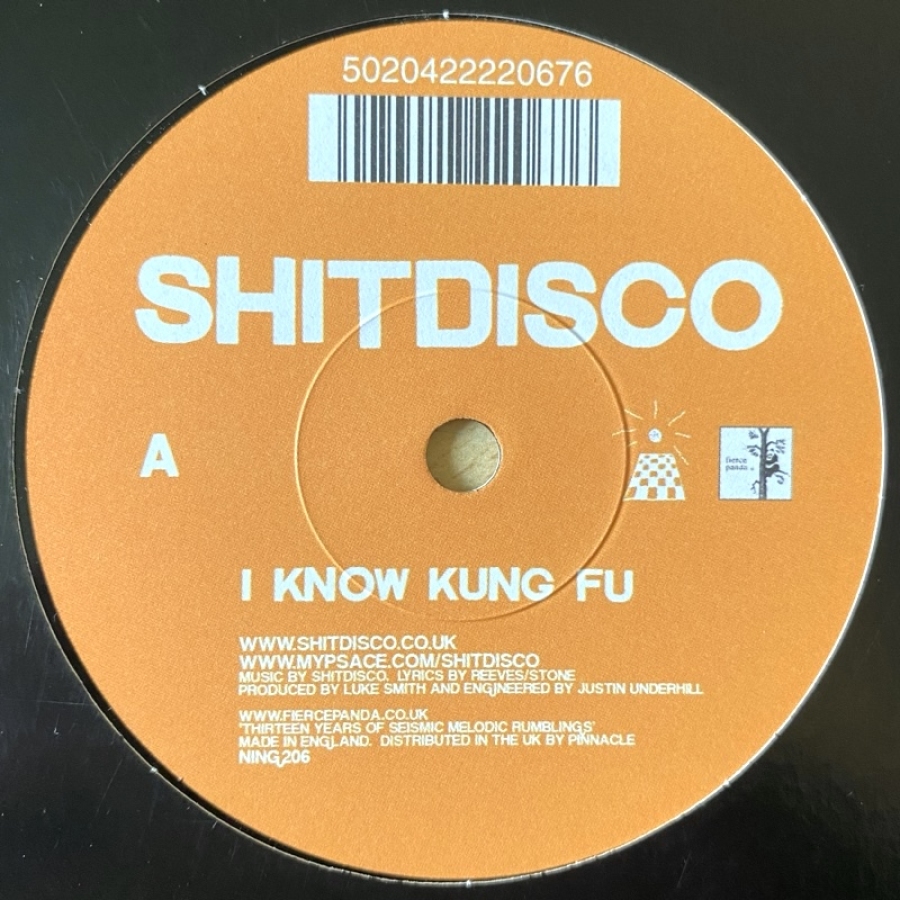 5020422220676
SHITDISCO
A
fierce
panda
I KNOW KUNG FU
WWW.SHITDISCO.CO.UK
WWW.MYPSACE.COM/SHITDISCO
MUSIC BY SHITDISCO. LYRICS BY REEVES/STONE
PRODUCED BY LUKE SMITH AND ENGINEERED BY JUSTIN UNDERHILL
WWW.FIERCEPANDA.CO.UK
'THIRTEEN YEARS OF SEISMIC MELODIC RUMBLINGS'
MADE IN ENGLAND. DISTRIBUTED IN THE UK BY PINNACLE
NING206